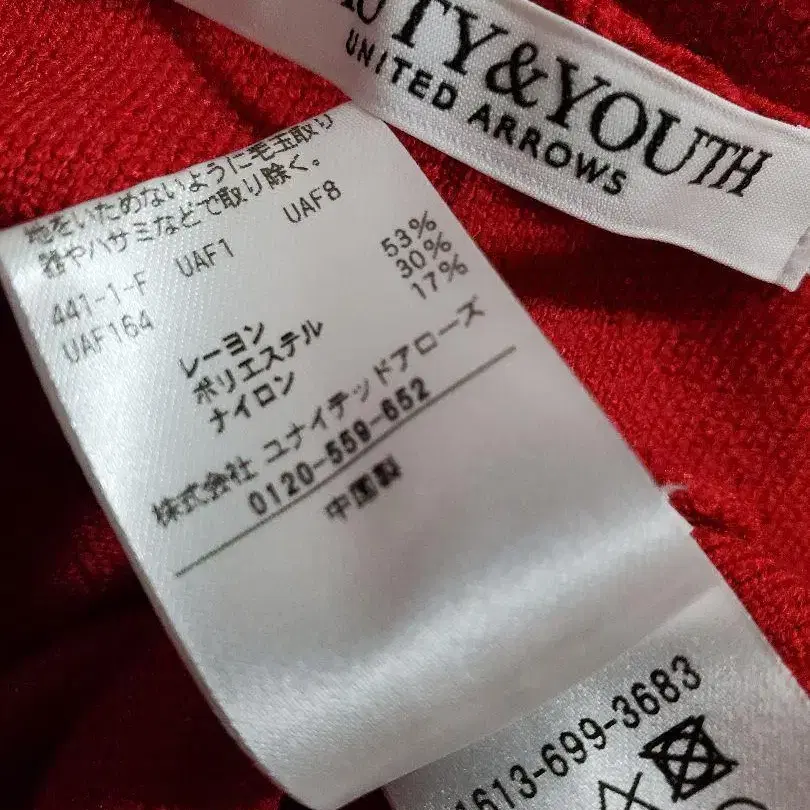 TY&YOUTH
UNITED ARROWS
地をいためないように毛玉取り
器やハサミなどで取り除く。
441-1-F UAF1 UAF8
UAF164
レーヨン 53%
ポリエステル 30%
ナイロン 17%
株式会社 ユナイテッドアローズ
0120-559-652
中国製
1613-699-3683